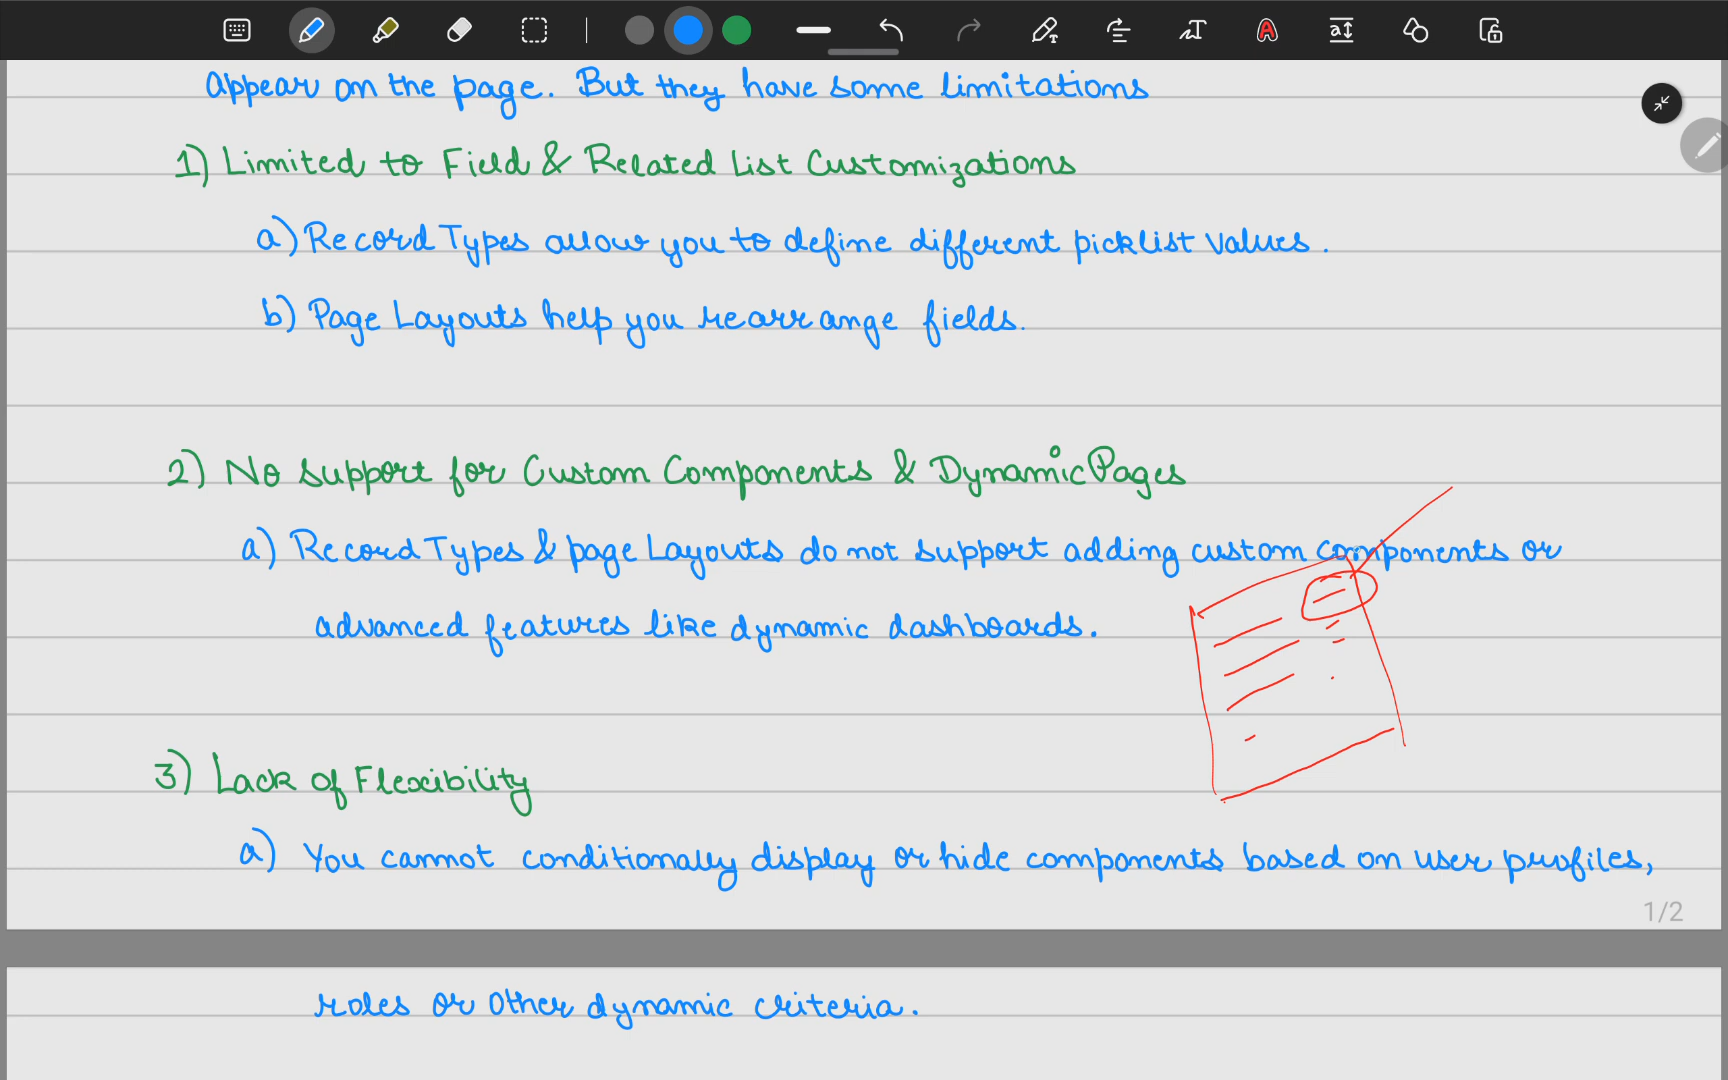 appear on the page. But they have some limitations
1) Limited to Field & Related List Customizations
a) Record Types allow you to define different picklist values.
b) Page Layouts help you rearrange fields.
2) No support for Custom Components & Dynamic Pages
a) Record Types & page Layouts do not support adding custom components or
advanced features like dynamic dashboards.
3) Lack of Flexibility
a) You cannot conditionally display or hide components based on user profiles,
1/2
roles or other dynamic criteria.